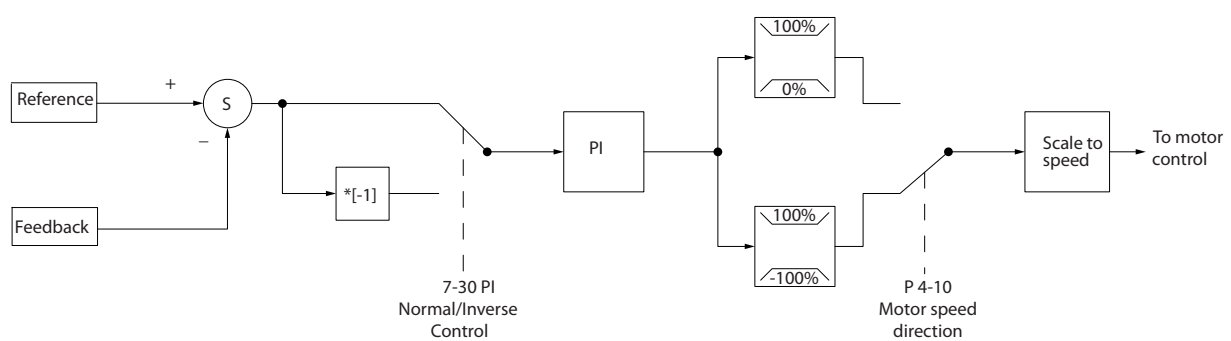 Reference
+
S
–
Feedback
*[-1]
7-30 PI
Normal/Inverse
Control
PI
100%
0%
100%
-100%
P 4-10
Motor speed
direction
Scale to
speed
To motor
control